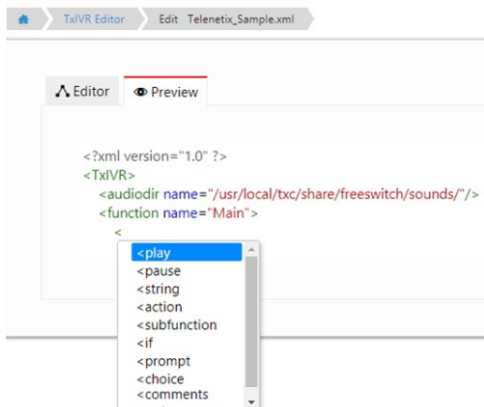 TxIVR Editor Edit Telenetix_Sample.xml
Editor Preview
<?xml version="1.0" ?>
<TxIVR>
<audiodir name="/usr/local/txc/share/freeswitch/sounds/"/>
<function name="Main">
<
<play
<pause
<string
<action
<subfunction
<if
<prompt
<choice
<comments